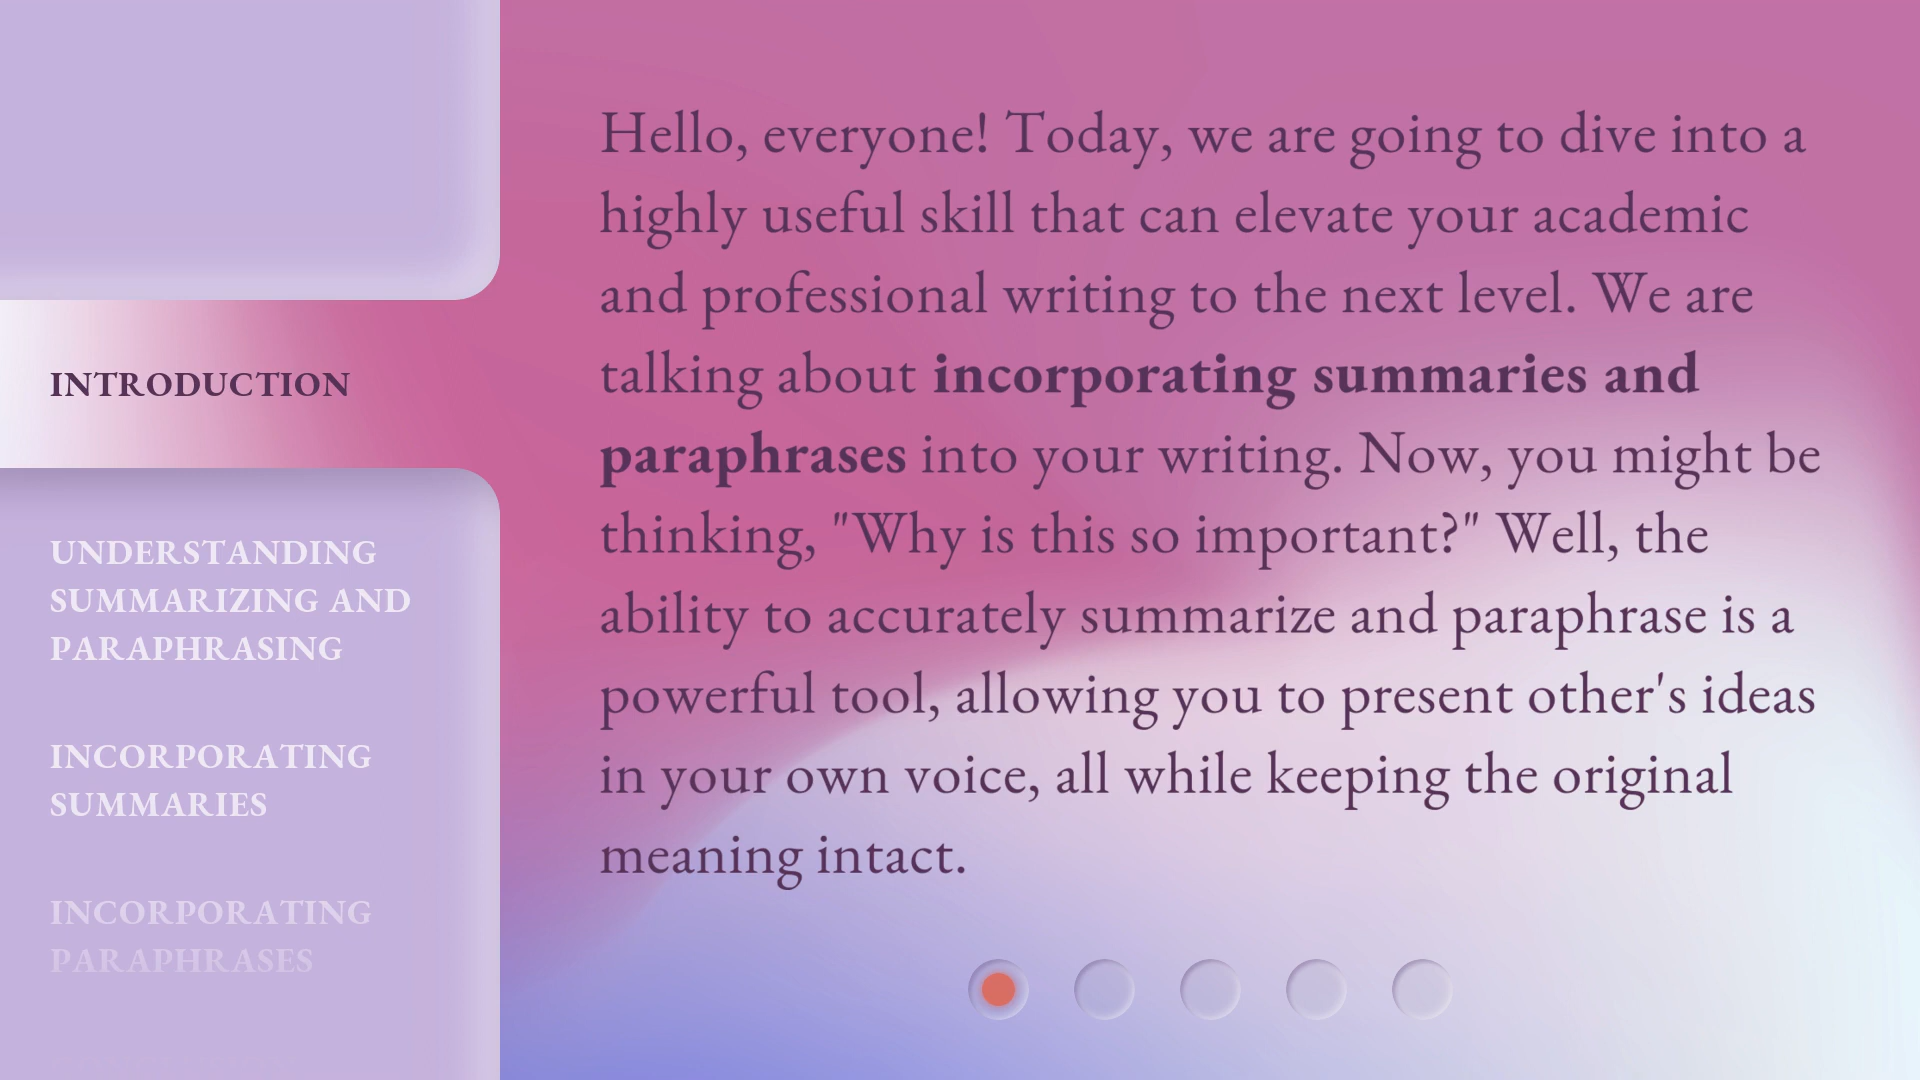 INTRODUCTION
UNDERSTANDING
SUMMARIZING AND
PARAPHRASING
INCORPORATING
SUMMARIES
INCORPORATING
PARAPHRASES
Hello, everyone! Today, we are going to dive into a
highly useful skill that can elevate your academic
and professional writing to the next level. We are
talking about incorporating summaries and
paraphrases into your writing. Now, you might be
thinking, "Why is this so important?" Well, the
ability to accurately summarize and paraphrase is a
powerful tool, allowing you to present other's ideas
in your own voice, all while keeping the original
meaning intact.